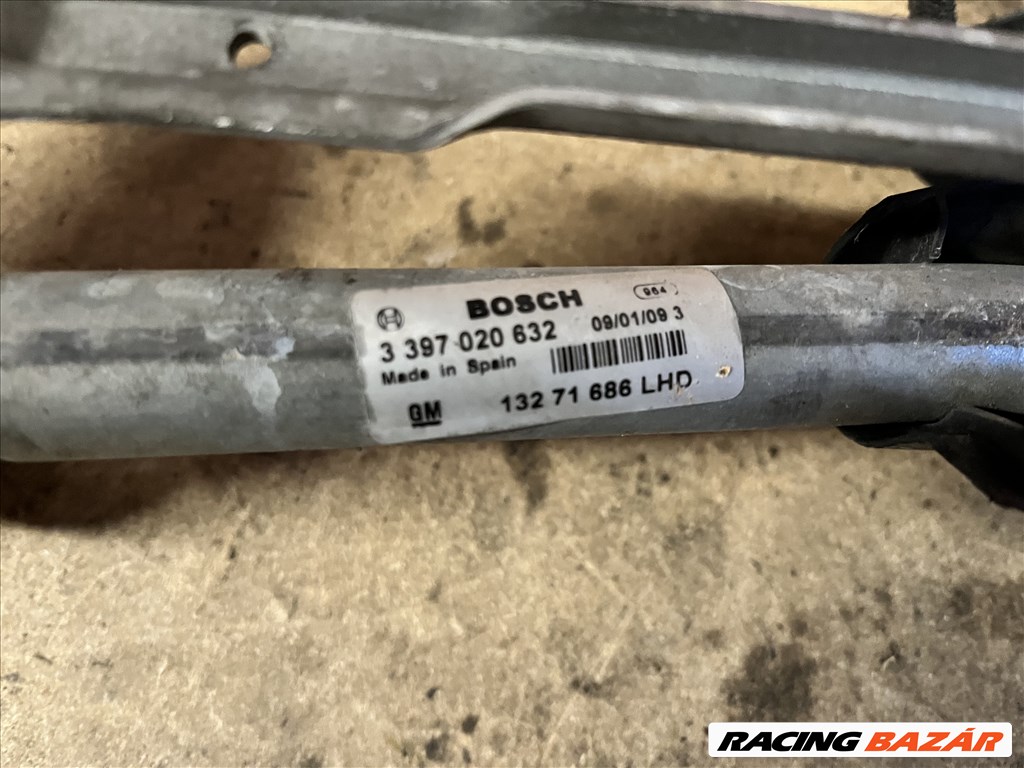 BOSCH 964
3 397 020 632 09/01/09 3
Made in Spain
GM 132 71 686 LHD
RACING BAZÁR